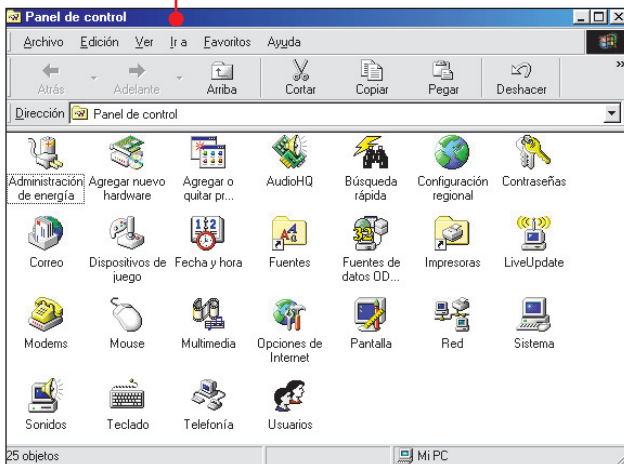 Panel de control
Archivo Edición Ver Ir a Favoritos Ayuda
Atrás Adelante Arriba Cortar Copiar Pegar Deshacer »
Dirección Panel de control
Administración de energía
Agregar nuevo hardware
Agregar o quitar pr...
AudioHQ
Búsqueda rápida
Configuración regional
Contraseñas
Correo
Dispositivos de juego
Fecha y hora
Fuentes
Fuentes de datos OD...
Impresoras
LiveUpdate
Modems
Mouse
Multimedia
Opciones de Internet
Pantalla
Red
Sistema
Sonidos
Teclado
Telefonía
Usuarios
25 objetos
Mi PC